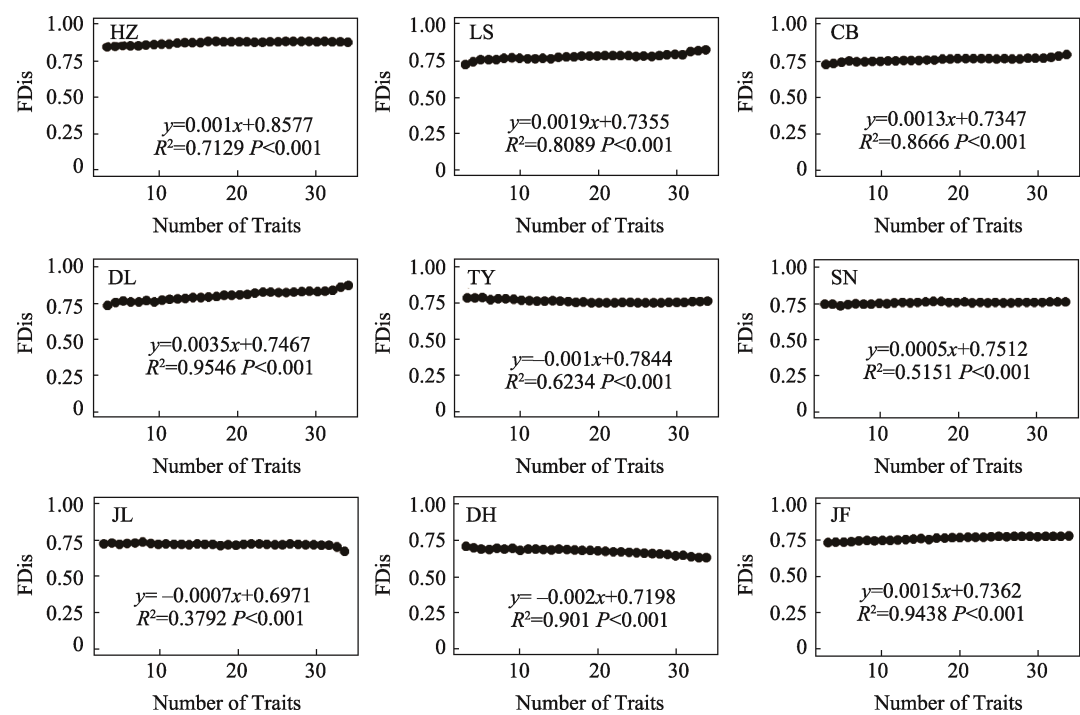 HZ
1.00
0.75
0.50
0.25
0
FDis
y=0.001x+0.8577
R²=0.7129 P<0.001
10 20 30
Number of Traits
LS
1.00
0.75
0.50
0.25
0
FDis
y=0.0019x+0.7355
R²=0.8089 P<0.001
10 20 30
Number of Traits
CB
1.00
0.75
0.50
0.25
0
FDis
y=0.0013x+0.7347
R²=0.8666 P<0.001
10 20 30
Number of Traits
DL
1.00
0.75
0.50
0.25
0
FDis
y=0.0035x+0.7467
R²=0.9546 P<0.001
10 20 30
Number of Traits
TY
1.00
0.75
0.50
0.25
0
FDis
y=–0.001x+0.7844
R²=0.6234 P<0.001
10 20 30
Number of Traits
SN
1.00
0.75
0.50
0.25
0
FDis
y=0.0005x+0.7512
R²=0.5151 P<0.001
10 20 30
Number of Traits
JL
1.00
0.75
0.50
0.25
0
FDis
y= –0.0007x+0.6971
R²=0.3792 P<0.001
10 20 30
Number of Traits
DH
1.00
0.75
0.50
0.25
0
FDis
y= –0.002x+0.7198
R²=0.901 P<0.001
10 20 30
Number of Traits
JF
1.00
0.75
0.50
0.25
0
FDis
y=0.0015x+0.7362
R²=0.9438 P<0.001
10 20 30
Number of Traits